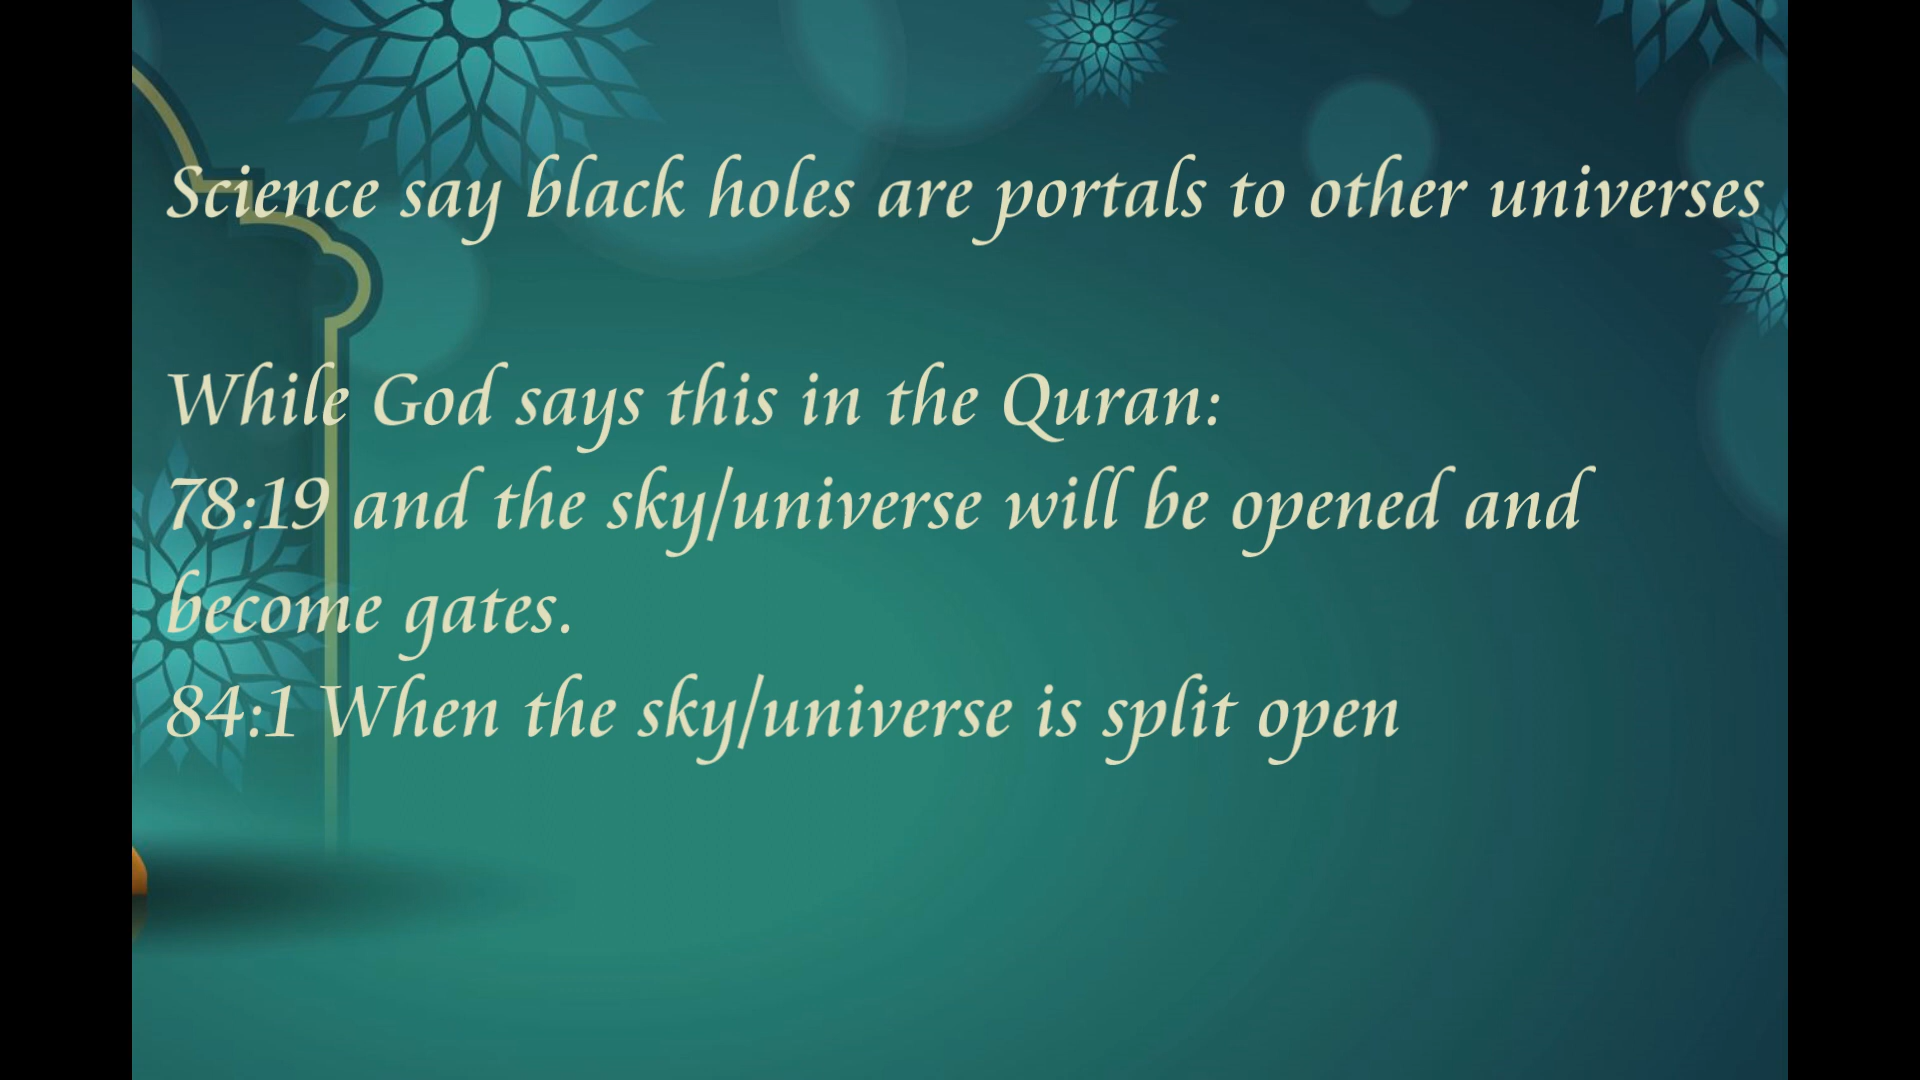 Science say black holes are portals to other universes
While God says this in the Quran:
78:19 and the sky/universe will be opened and
become gates.
84:1 When the sky/universe is split open